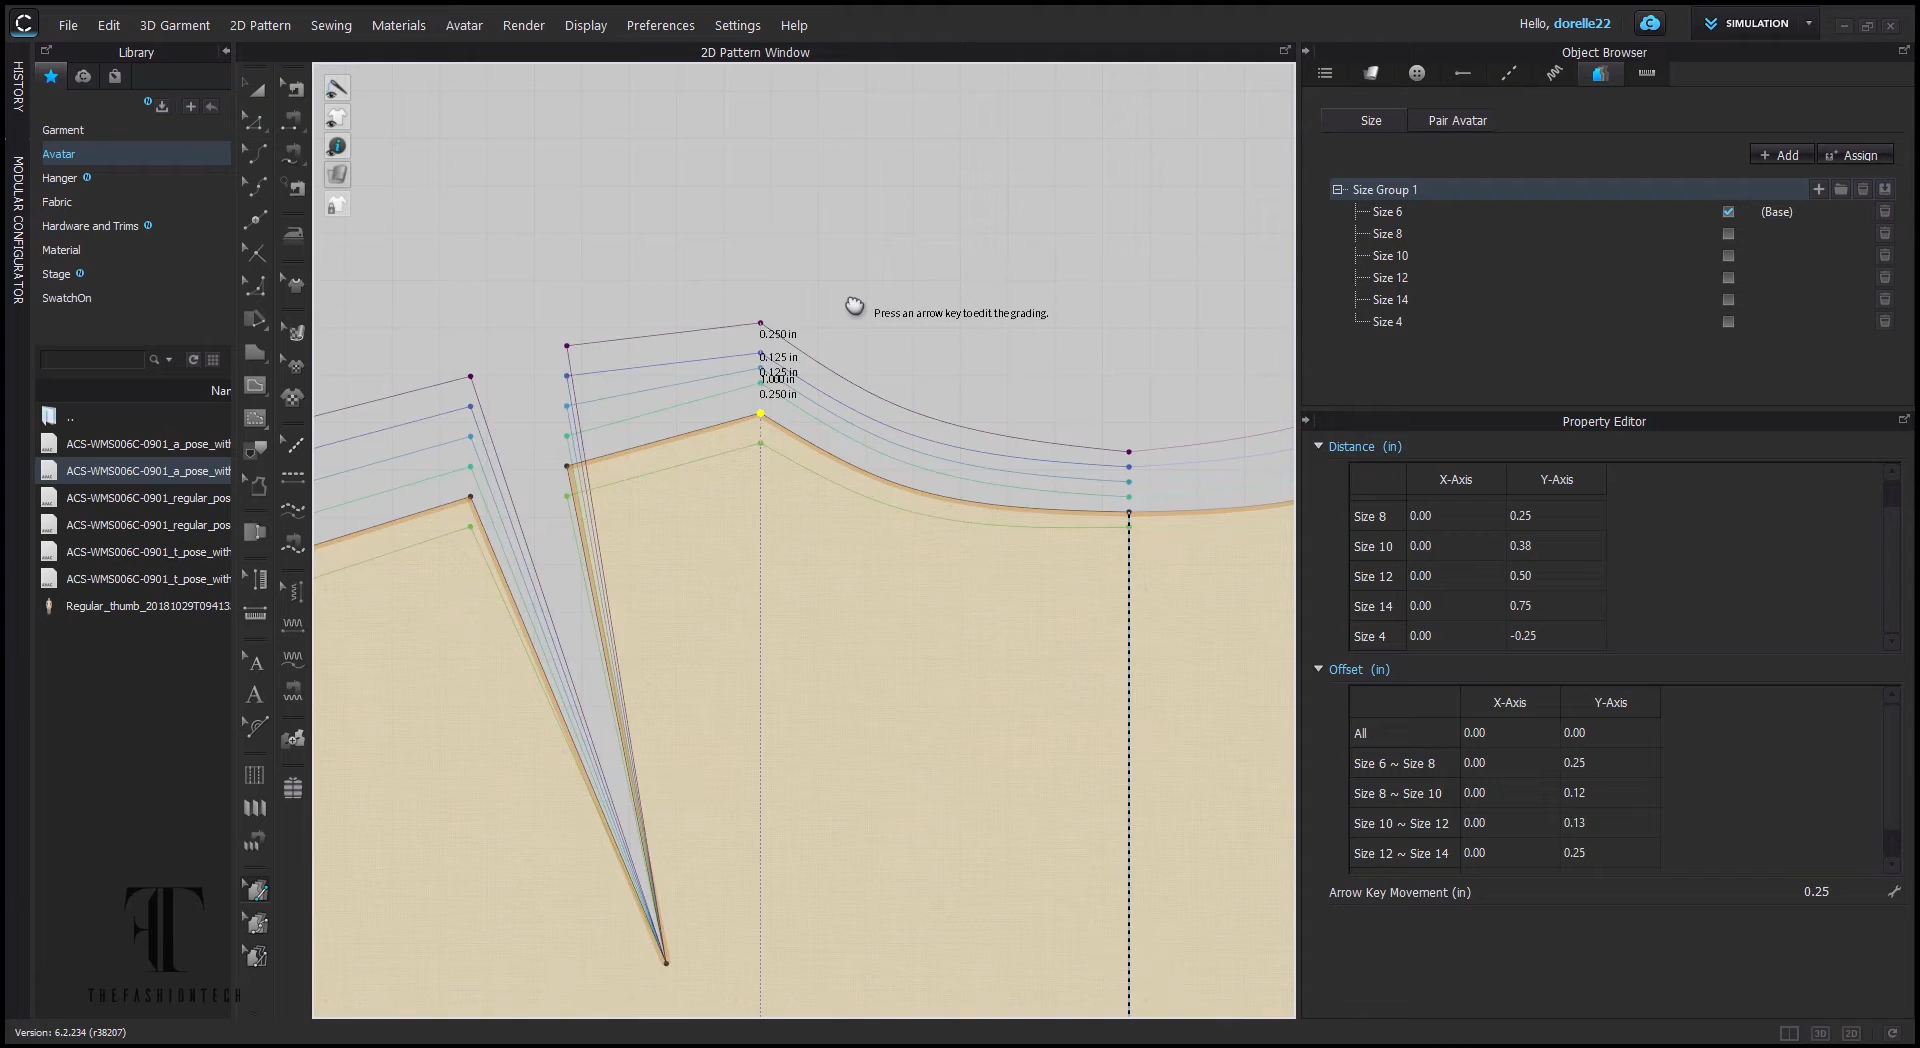 File Edit 3D Garment 2D Pattern Sewing Materials Avatar Render Display Preferences Settings Help
Hello, dorelle22
SIMULATION
HISTORY
MODULAR CONFIGURATOR
Library
Garment
Avatar
Hanger
Fabric
Hardware and Trims
Material
Stage
SwatchOn
Nar
..
ACS-WMS006C-0901_a_pose_with
ACS-WMS006C-0901_a_pose_with
ACS-WMS006C-0901_regular_pos
ACS-WMS006C-0901_regular_pos
ACS-WMS006C-0901_t_pose_with
ACS-WMS006C-0901_t_pose_with
Regular_thumb_20181029T09413
THEFASHIONTECH
Version: 6.2.234 (r38207)
2D Pattern Window
Press an arrow key to edit the grading.
0.250 in
0.125 in
0.125 in
1.000 in
0.250 in
Object Browser
Size Pair Avatar
+ Add Assign
Size Group 1
Size 6 (Base)
Size 8
Size 10
Size 12
Size 14
Size 4
Property Editor
Distance (in)
X-Axis Y-Axis
Size 8 0.00 0.25
Size 10 0.00 0.38
Size 12 0.00 0.50
Size 14 0.00 0.75
Size 4 0.00 -0.25
Offset (in)
X-Axis Y-Axis
All 0.00 0.00
Size 6 ~ Size 8 0.00 0.25
Size 8 ~ Size 10 0.00 0.12
Size 10 ~ Size 12 0.00 0.13
Size 12 ~ Size 14 0.00 0.25
Arrow Key Movement (in) 0.25
3D 2D